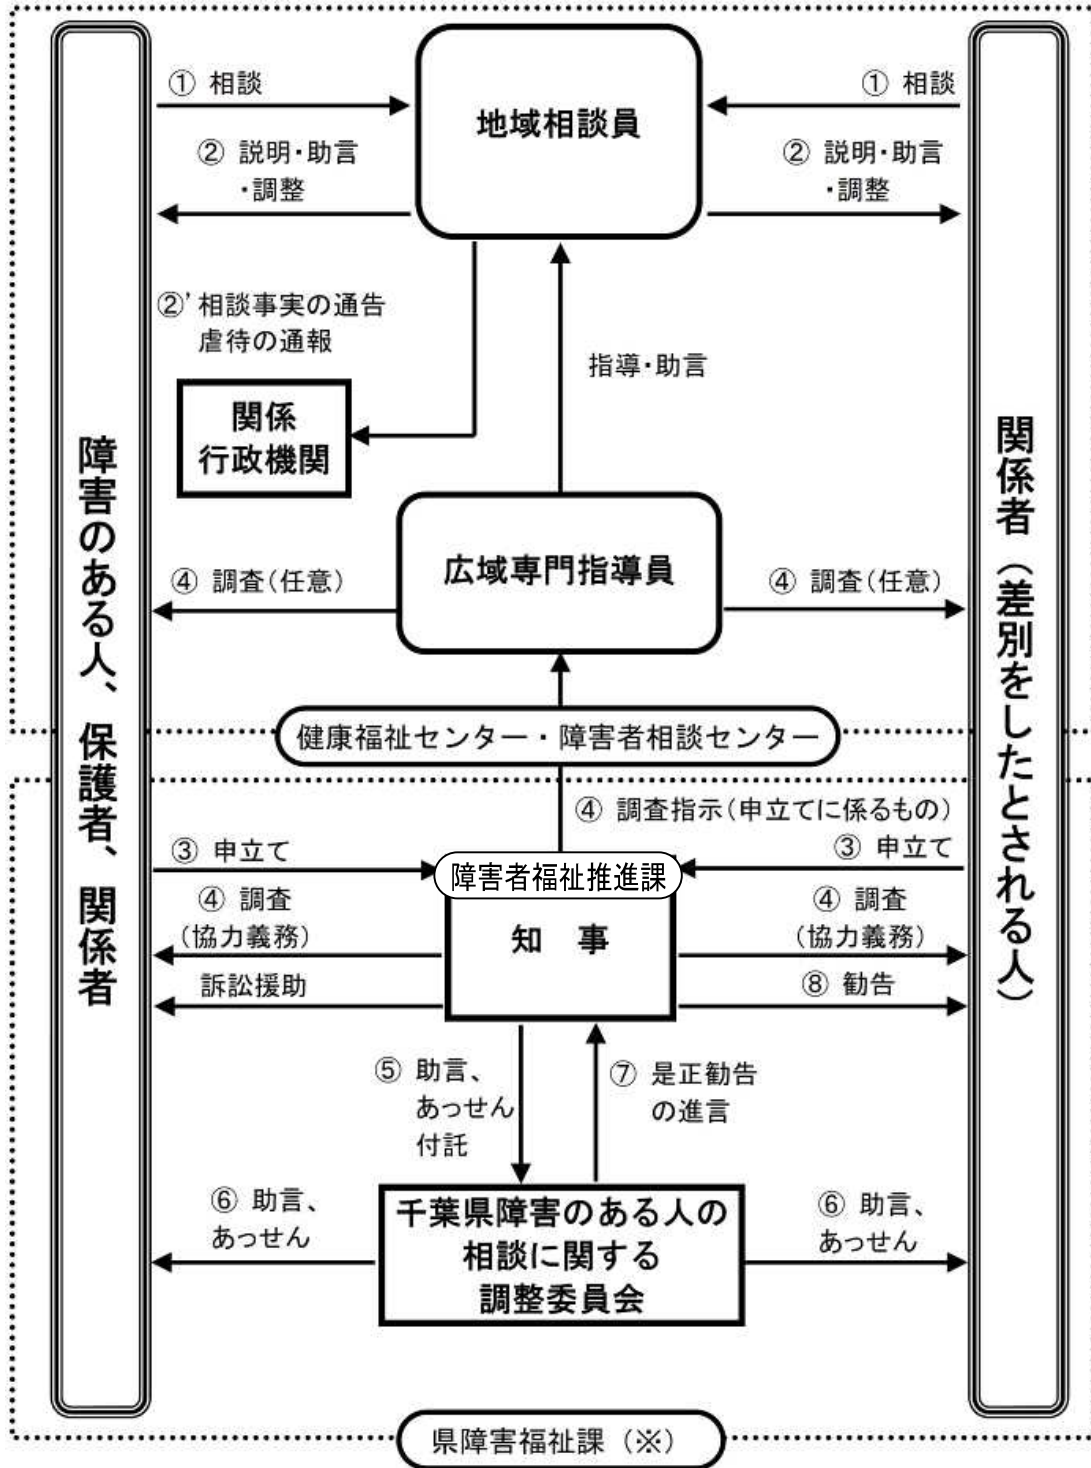 ① 相談
① 相談
地域相談員
② 説明・助言
・調整
② 説明・助言
・調整
②' 相談事実の通告
虐待の通報
指導・助言
関係
行政機関
障害のある人、保護者、関係者
関係者（差別をしたとされる人）
広域専門指導員
④ 調査(任意)
④ 調査(任意)
健康福祉センター・障害者相談センター
④ 調査指示(申立てに係るもの)
③ 申立て
③ 申立て
障害者福祉推進課
④ 調査
(協力義務)
知 事
④ 調査
(協力義務)
訴訟援助
⑧ 勧告
⑤ 助言、
あっせん
付託
⑦ 是正勧告
の進言
⑥ 助言、
あっせん
千葉県障害のある人の
相談に関する
調整委員会
⑥ 助言、
あっせん
県障害福祉課（※）